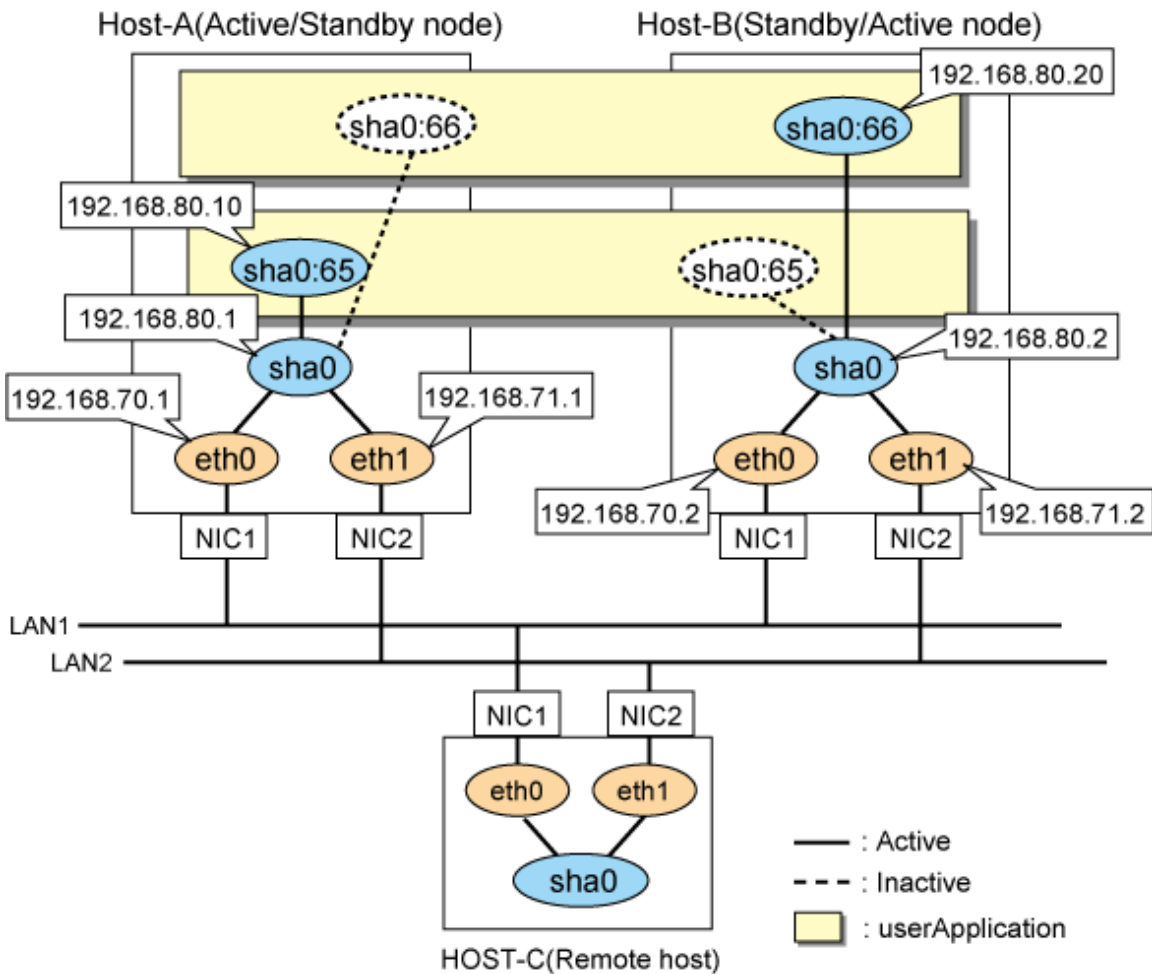 Host-A(Active/Standby node)
Host-B(Standby/Active node)
192.168.80.20
sha0:66
sha0:66
192.168.80.10
sha0:65
sha0:65
192.168.80.1
192.168.80.2
sha0
sha0
192.168.70.1
192.168.71.1
eth0
eth1
eth0
eth1
192.168.70.2
192.168.71.2
NIC1
NIC2
NIC1
NIC2
LAN1
LAN2
NIC1
NIC2
eth0
eth1
sha0
: Active
: Inactive
: userApplication
HOST-C(Remote host)